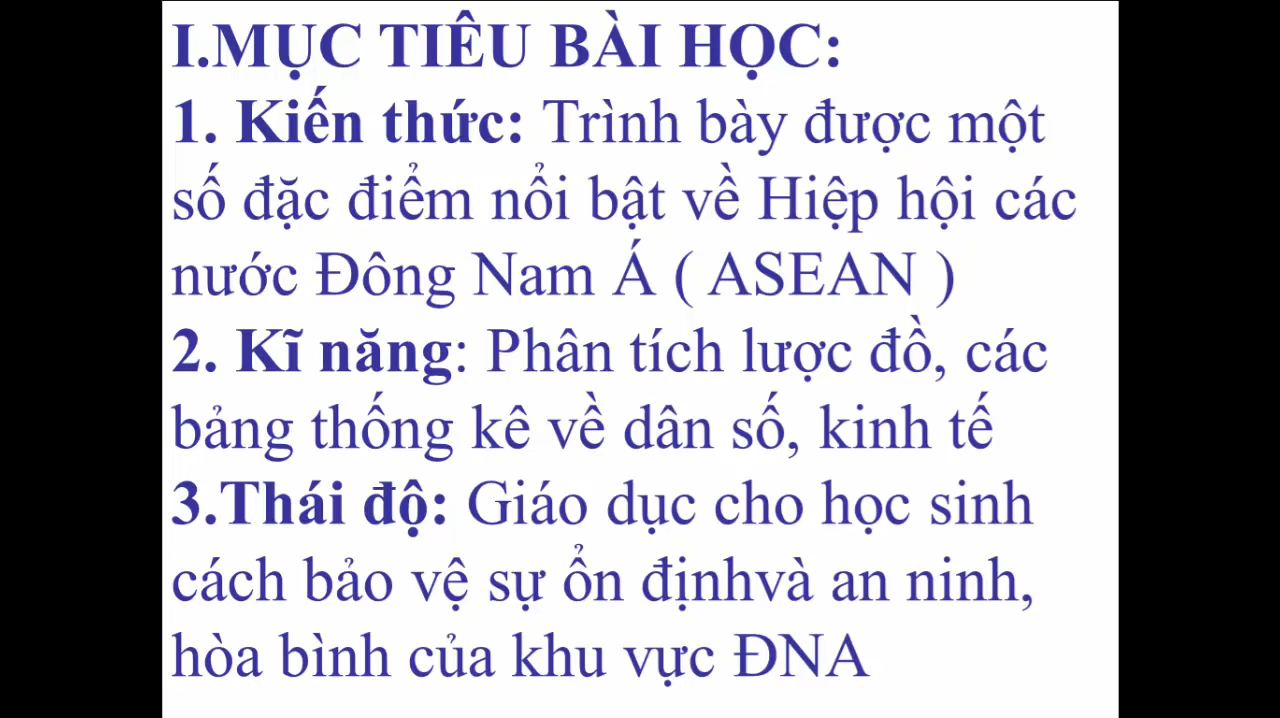 I.MỤC TIÊU BÀI HỌC:
1. Kiến thức: Trình bày được một
số đặc điểm nổi bật về Hiệp hội các
nước Đông Nam Á ( ASEAN )
2. Kĩ năng: Phân tích lược đồ, các
bảng thống kê về dân số, kinh tế
3.Thái độ: Giáo dục cho học sinh
cách bảo vệ sự ổn địnhvà an ninh,
hòa bình của khu vực ĐNA